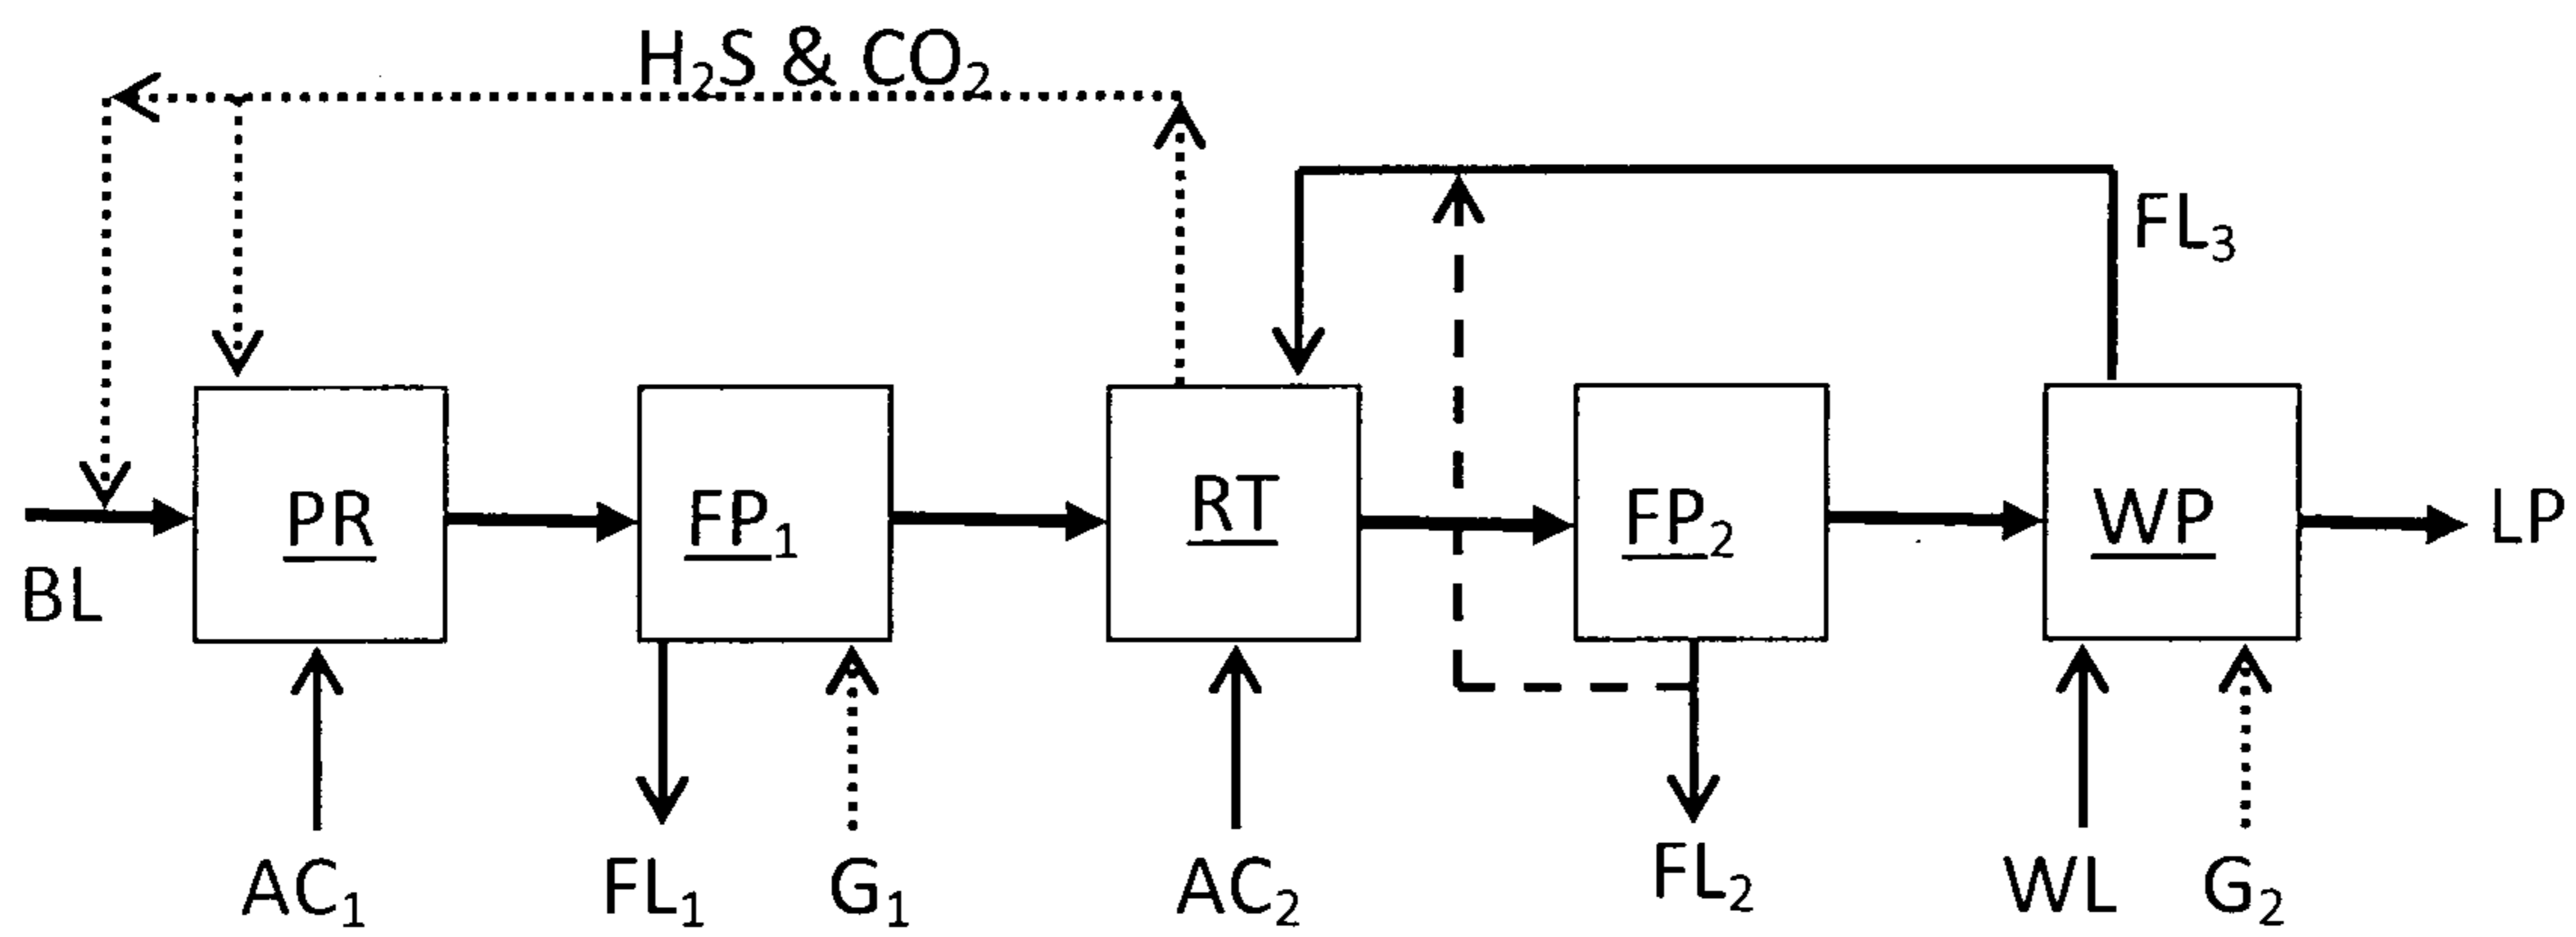 H₂S & CO₂
FL₃
PR
FP₁
RT
FP₂
WP
LP
BL
AC₁
FL₁
G₁
AC₂
FL₂
WL
G₂